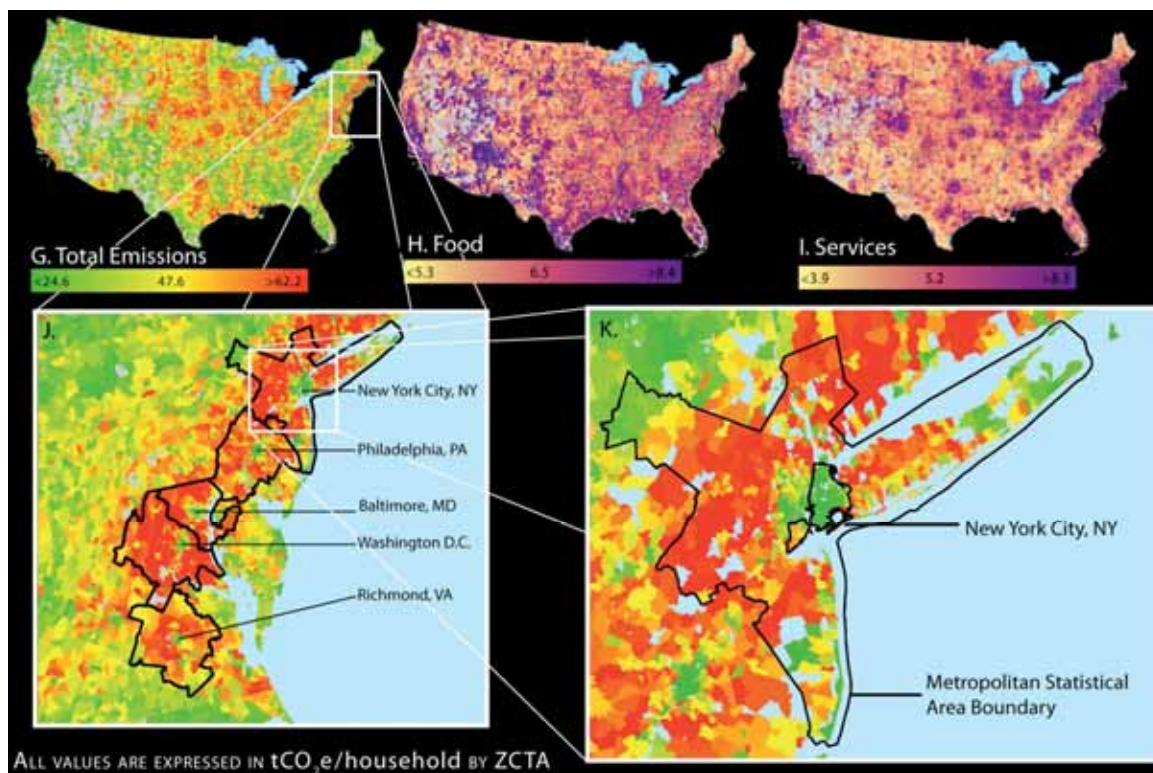 G. Total Emissions
<24.6 47.6 >62.2
H. Food
<5.3 6.5 >8.4
I. Services
<3.9 5.2 >8.3
J.
New York City, NY
Philadelphia, PA
Baltimore, MD
Washington D.C.
Richmond, VA
K.
New York City, NY
Metropolitan Statistical
Area Boundary
ALL VALUES ARE EXPRESSED IN tCO₂e/HOUSEHOLD BY ZCTA